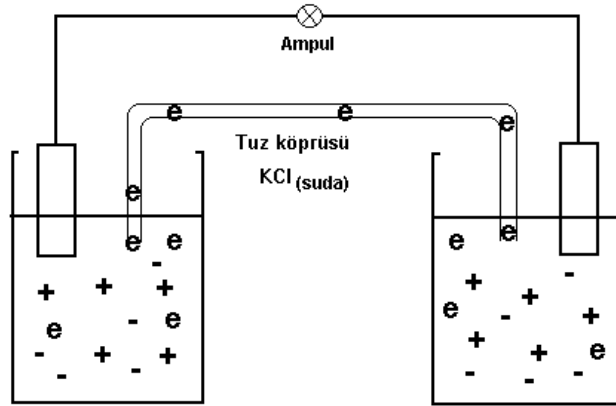 Ampul
e e e
Tuz köprüsü
KCl (suda)
e
e e e e
- -
+ + + + +
e - e e - +
- + - + + e
- - - -